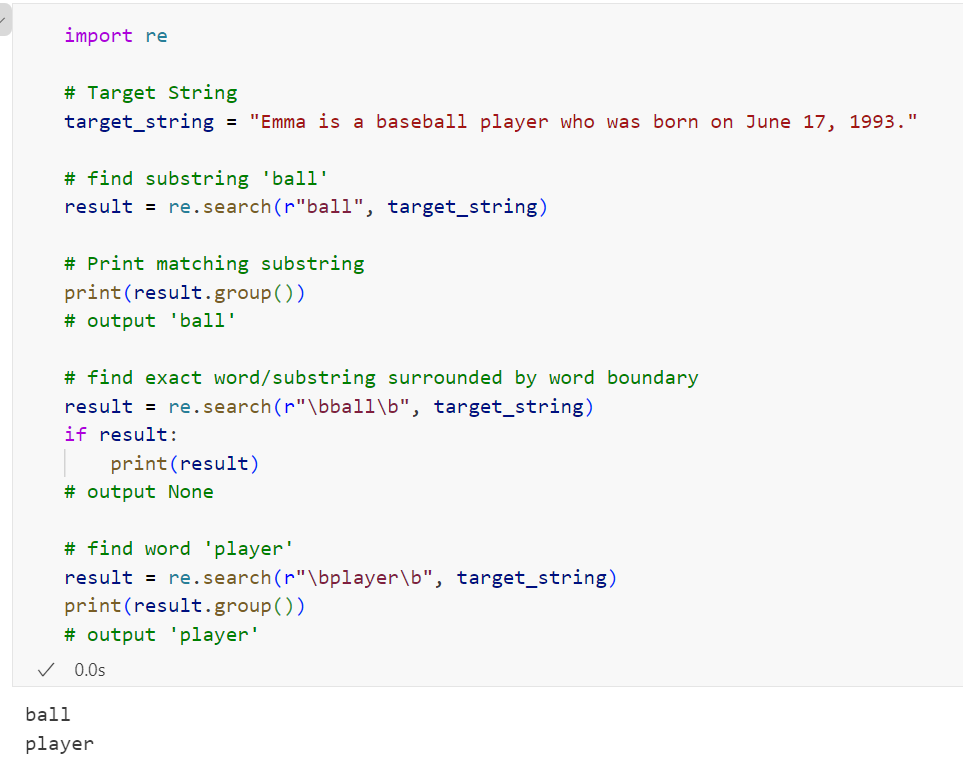 import re
# Target String
target_string = "Emma is a baseball player who was born on June 17, 1993."
# find substring 'ball'
result = re.search(r"ball", target_string)
# Print matching substring
print(result.group())
# output 'ball'
# find exact word/substring surrounded by word boundary
result = re.search(r"\bball\b", target_string)
if result:
    print(result)
# output None
# find word 'player'
result = re.search(r"\bplayer\b", target_string)
print(result.group())
# output 'player'
0.0s
ball
player